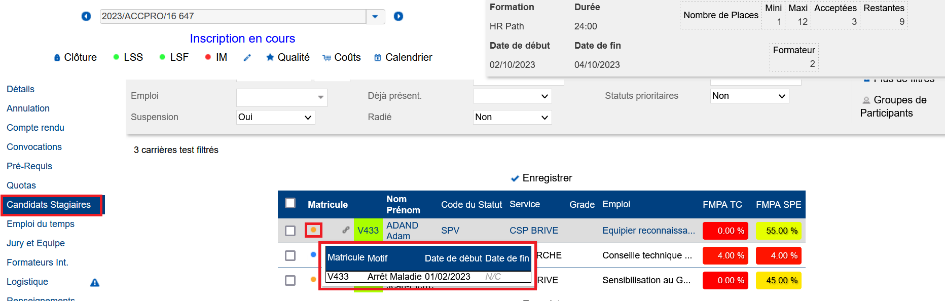 2023/ACCPRO/16 647
Inscription en cours
Clôture LSS LSF IM Qualité Coûts Calendrier
Formation Durée
HR Path 24:00
Date de début Date de fin
02/10/2023 04/10/2023
Nombre de Places Mini Maxi Acceptées Restantes
1 12 3 9
Formateur
2
Détails
Annulation
Compte rendu
Convocations
Pré-Requis
Quotas
Candidats Stagiaires
Emploi du temps
Jury et Equipe
Formateurs Int.
Logistique
Renseignements
Plus de filtres
Emploi Déjà présent. Statuts prioritaires Non
Suspension Oui Radié Non
Groupes de
Participants
3 carrières test filtrés
Enregistrer
Matricule Nom
Prénom Code du Statut Service Grade Emploi FMPA TC FMPA SPE
V433 ADAND
Adam SPV CSP BRIVE Equipier reconnaissa... 0.00 % 55.00 %
RCHE Conseille technique ... 4.00 % 4.00 %
Matricule Motif Date de début Date de fin
V433 Arrêt Maladie 01/02/2023 N/C
RIVE Sensibilisation au G... 0.00 % 45.00 %